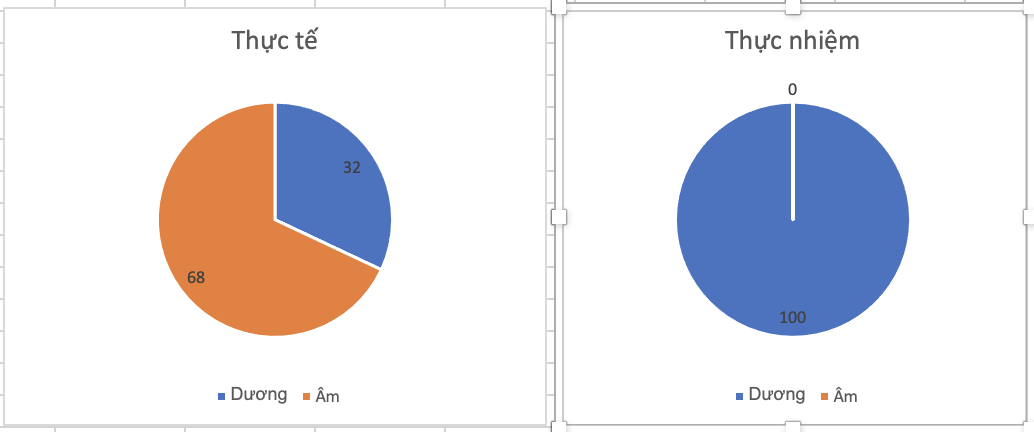 Thực tế
32
68
Dương
Âm
Thực nhiệm
0
100
Dương
Âm